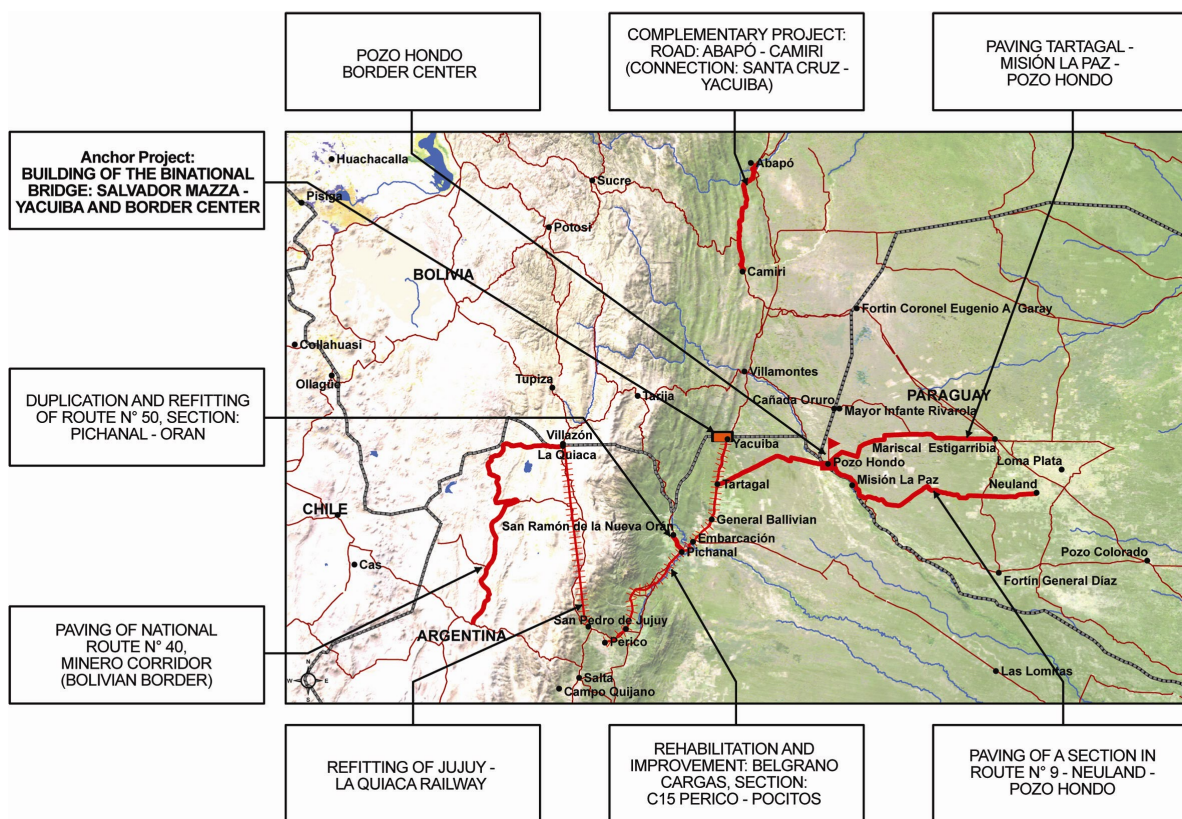 POZO HONDO
BORDER CENTER
COMPLEMENTARY PROJECT:
ROAD: ABAPÓ - CAMIRI
(CONNECTION: SANTA CRUZ -
YACUIBA)
PAVING TARTAGAL -
MISIÓN LA PAZ -
POZO HONDO
Anchor Project:
BUILDING OF THE BINATIONAL
BRIDGE: SALVADOR MAZZA -
YACUIBA AND BORDER CENTER
DUPLICATION AND REFITTING
OF ROUTE N° 50, SECTION:
PICHANAL - ORAN
PAVING OF NATIONAL
ROUTE N° 40,
MINERO CORRIDOR
(BOLIVIAN BORDER)
Huachacalla
Abapó
Sucre
Pisiga
Potosi
BOLIVIA
Camiri
Fortin Coronel Eugenio A. Garay
Collahuasi
Ollagüe
Villamontes
Tupiza
Tarija
Cañada Oruro
PARAGUAY
Mayor Infante Rivarola
Villazón
Yacuiba
La Quiaca
Mariscal Estigarribia
Pozo Hondo
Loma Plata
Tartagal
Misión La Paz
Neuland
CHILE
General Ballivian
San Ramón de la Nueva Orán
Embarcación
Pichanal
Cas
Pozo Colorado
Fortín General Díaz
San Pedro de Jujuy
ARGENTINA
Perico
Las Lomitas
Salta
Campo Quijano
N
W
E
S
REFITTING OF JUJUY -
LA QUIACA RAILWAY
REHABILITATION AND
IMPROVEMENT: BELGRANO
CARGAS, SECTION:
C15 PERICO - POCITOS
PAVING OF A SECTION IN
ROUTE N° 9 - NEULAND -
POZO HONDO